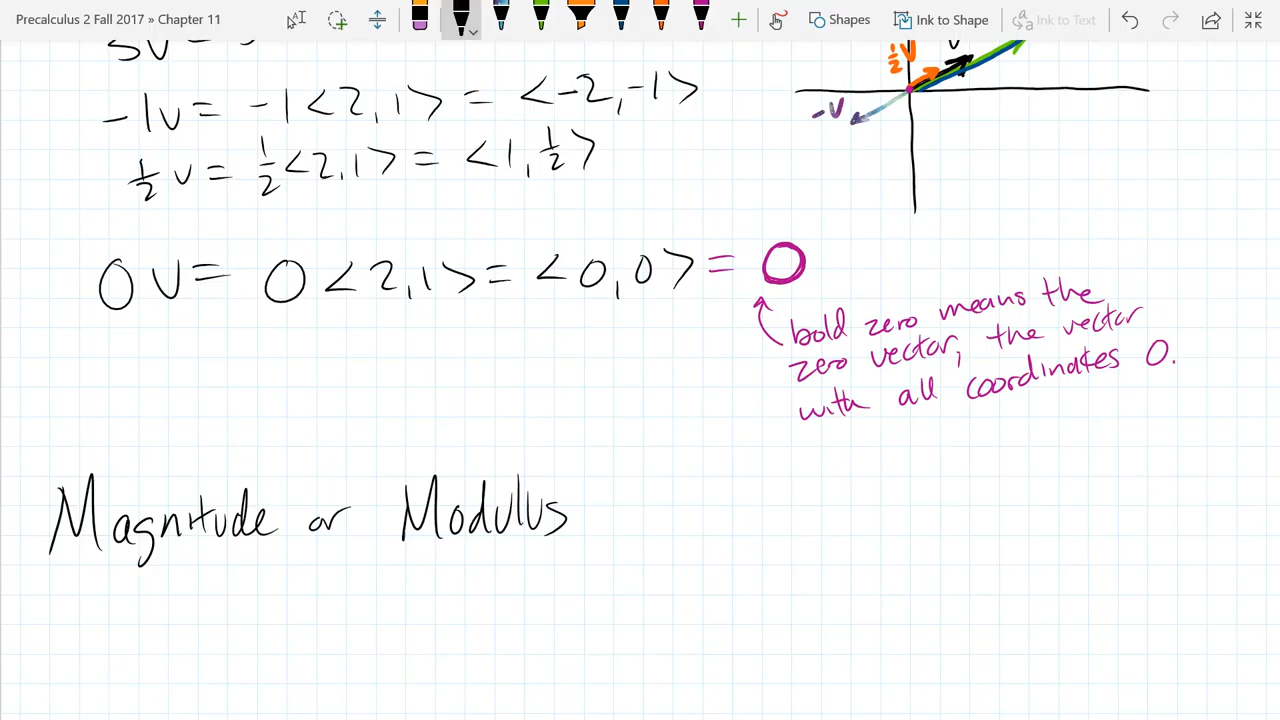 Precalculus 2 Fall 2017 » Chapter 11
Shapes
Ink to Shape
Ink to Text
-1v = -1<2,1> = <-2,-1>
½v = ½<2,1> = <1,½>
0v = 0<2,1> = <0,0> = 0
½v
v
-v
bold zero means the
zero vector, the vector
with all coordinates 0.
Magnitude or Modulus